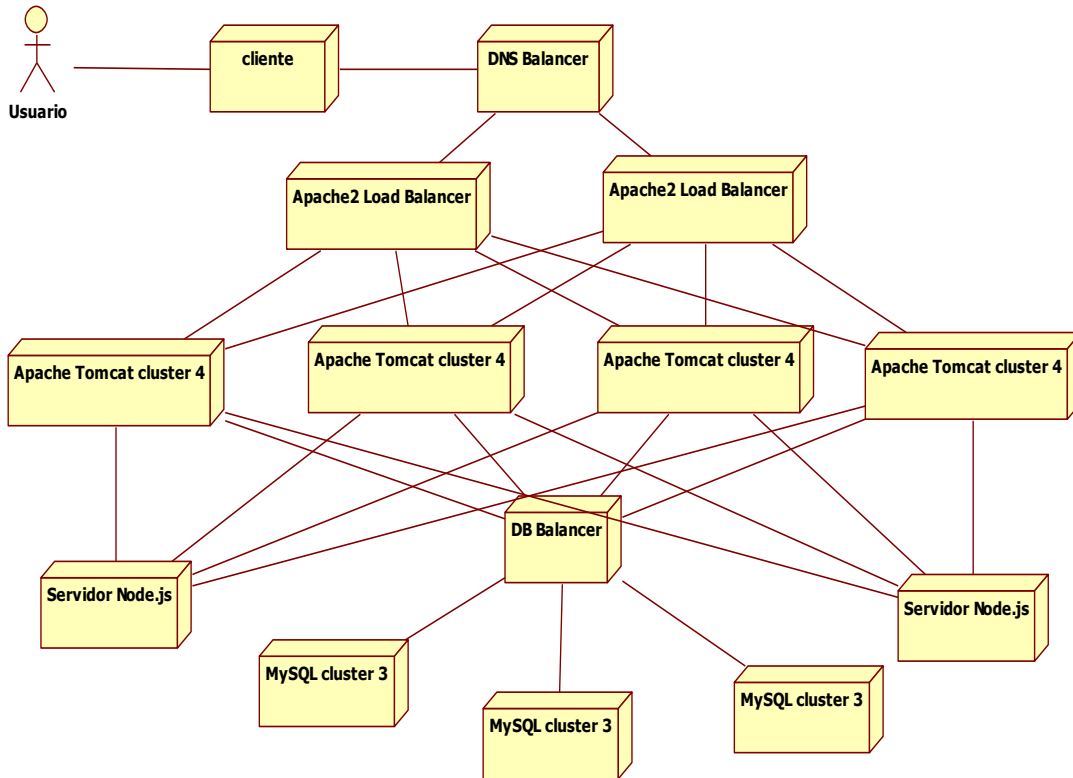 cliente
DNS Balancer
Usuario
Apache2 Load Balancer
Apache2 Load Balancer
Apache Tomcat cluster 4
Apache Tomcat cluster 4
Apache Tomcat cluster 4
Apache Tomcat cluster 4
DB Balancer
Servidor Node.js
Servidor Node.js
MySQL cluster 3
MySQL cluster 3
MySQL cluster 3